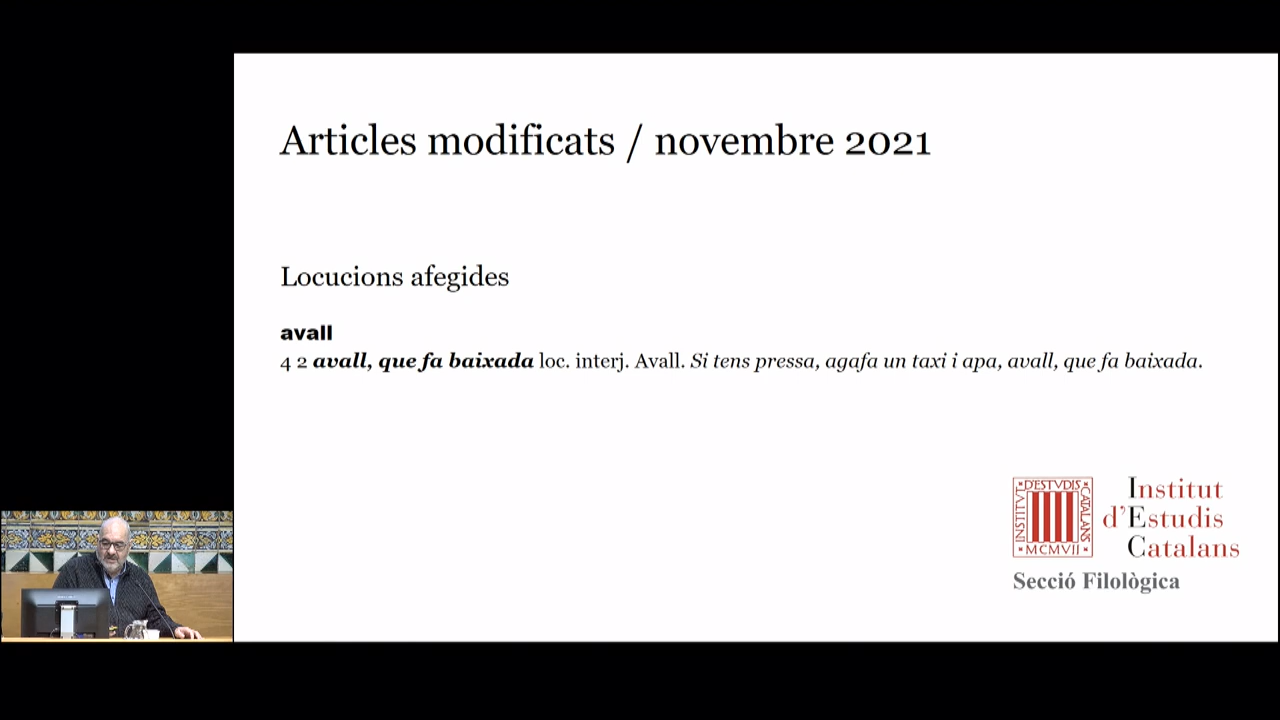 Articles modificats / novembre 2021
Locucions afegides
avall
4 2 avall, que fa baixada loc. interj. Avall. Si tens pressa, agafa un taxi i apa, avall, que fa baixada.
INSTITVT D'ESTVDIS CATALANS
MCMVII
Institut
d'Estudis
Catalans
Secció Filològica